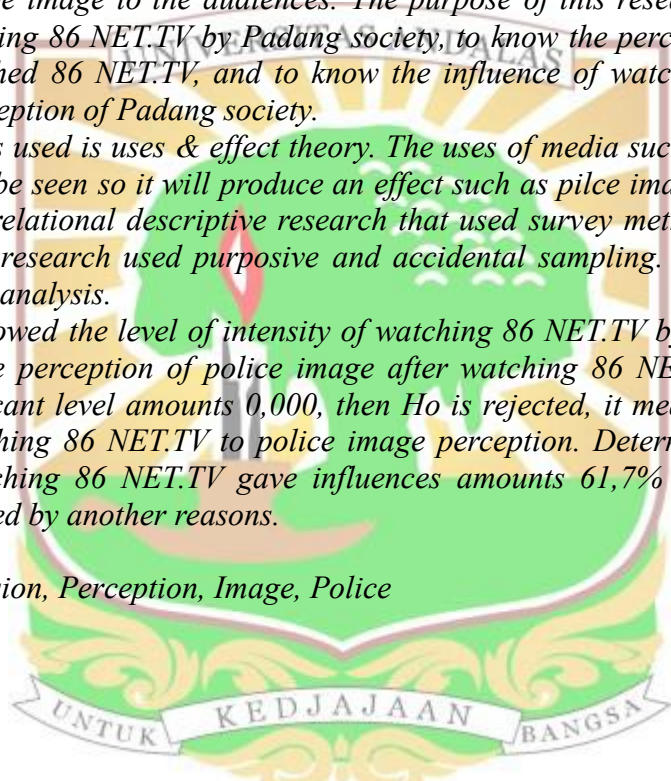 e image to the audiences. The purpose of this resea
ing 86 NET.TV by Padang society, to know the perc
UNIVERSITAS ANDALAS
hed 86 NET.TV, and to know the influence of watc
eption of Padang society.
s used is uses & effect theory. The uses of media suc
be seen so it will produce an effect such as pilce ima
relational descriptive research that used survey met
research used purposive and accidental sampling.
analysis.
owed the level of intensity of watching 86 NET.TV b
e perception of police image after watching 86 NE
cant level amounts 0,000, then Ho is rejected, it me
hing 86 NET.TV to police image perception. Deter
tching 86 NET.TV gave influences amounts 61,7%
ed by another reasons.
ion, Perception, Image, Police
UNTUK KEDJAJAAN BANGSA